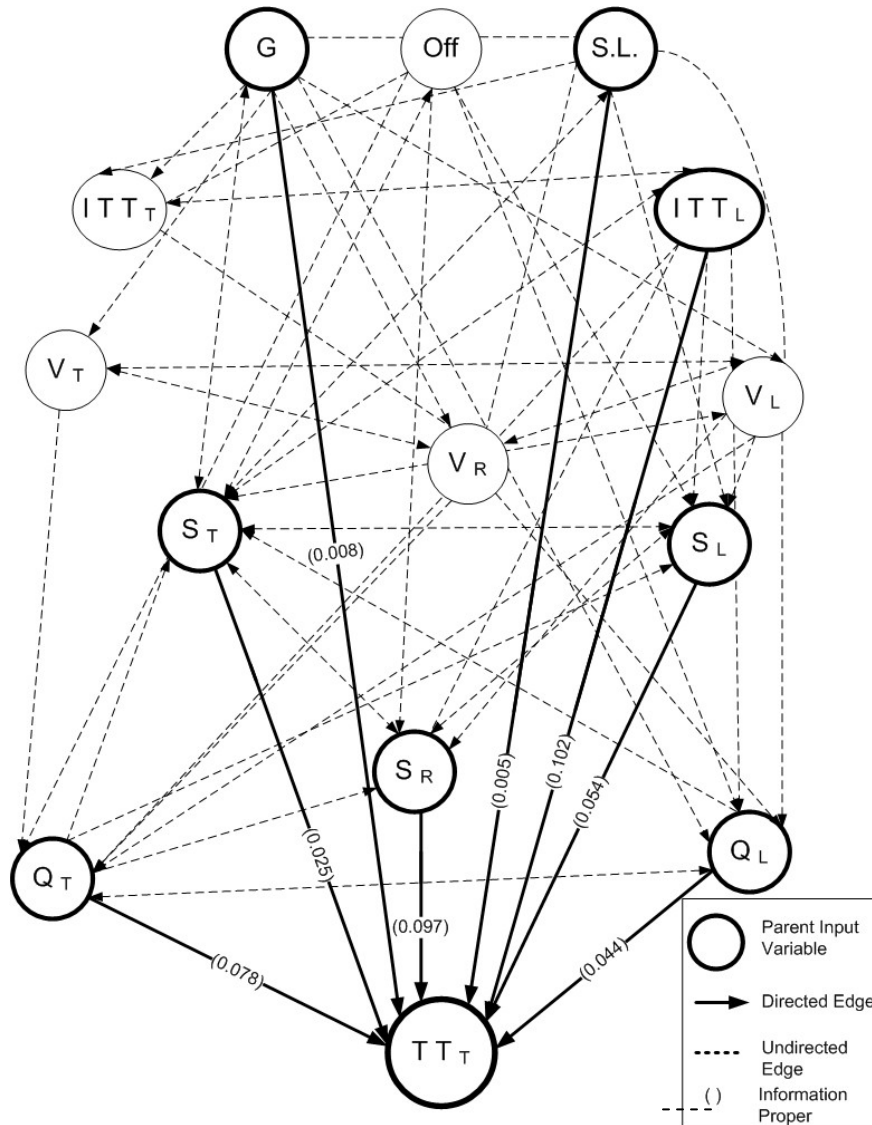 G
Off
S.L.
I T T T
I T T L
V T
V L
V R
S T
S L
(0.008)
S R
(0.005)
(0.102)
(0.054)
(0.025)
Q T
Q L
(0.097)
(0.078)
(0.044)
T T T
Parent Input
Variable
Directed Edge
Undirected
Edge
( ) Information
Proper